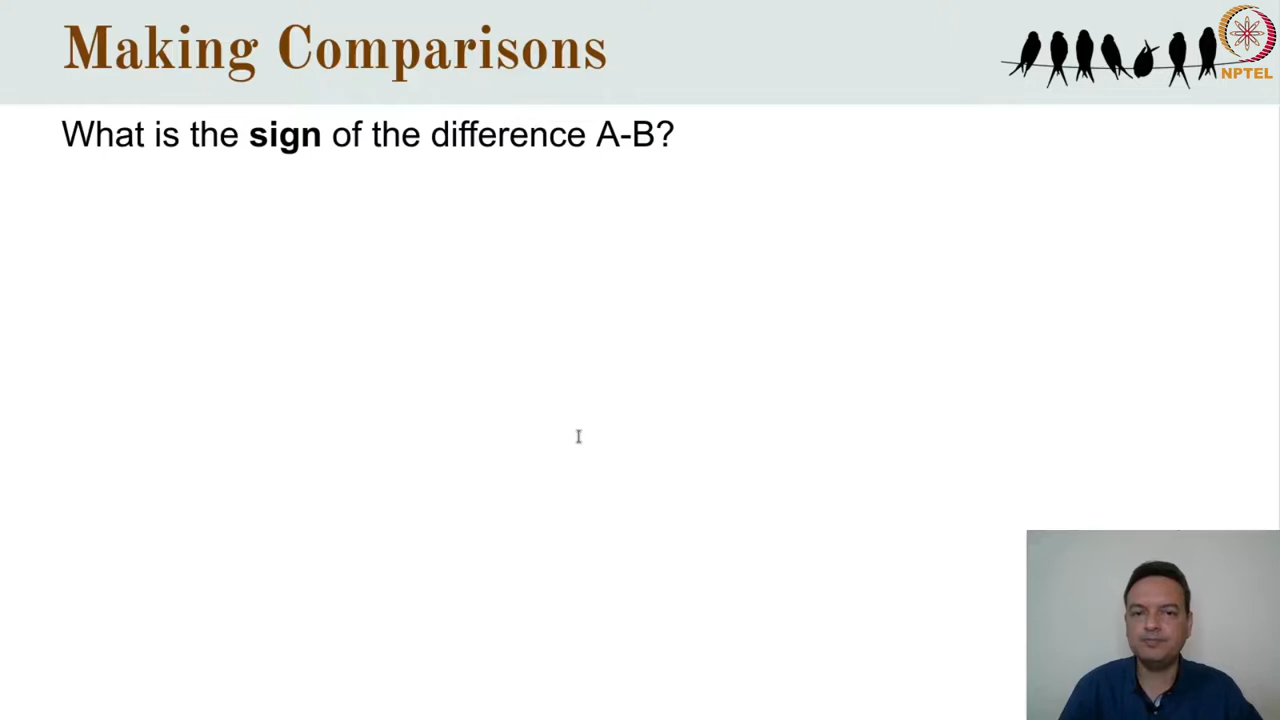 Making Comparisons
NPTEL
What is the sign of the difference A-B?